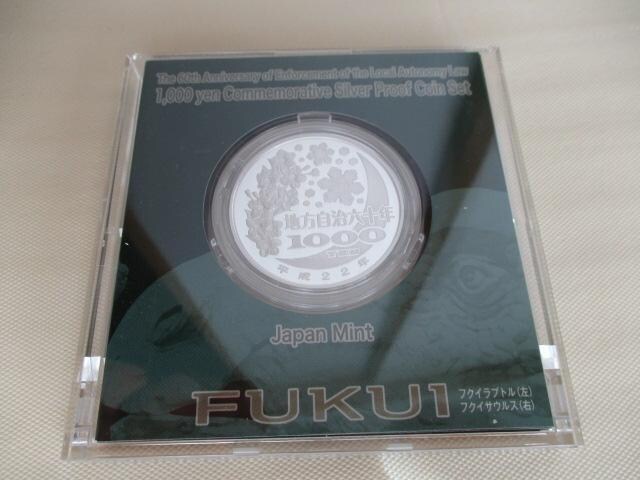 The 60th Anniversary of Enforcement of the Local Autonomy Law
1,000 yen Commemorative Silver Proof Coin Set
地方自治六十年
1000
平成22年
Japan Mint
FUKUI
フクイラプトル(左)
フクイサウルス(右)